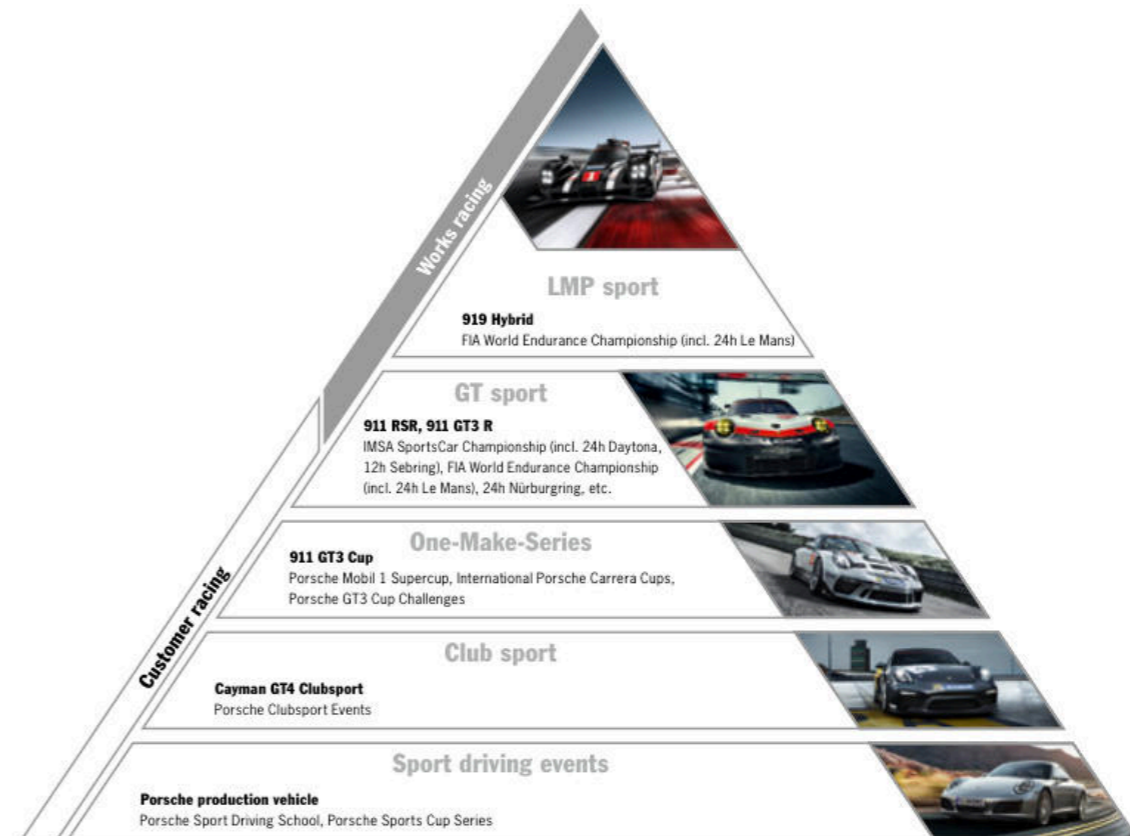 Works racing
LMP sport
919 Hybrid
FIA World Endurance Championship (incl. 24h Le Mans)
GT sport
911 RSR, 911 GT3 R
IMSA SportsCar Championship (incl. 24h Daytona,
12h Sebring), FIA World Endurance Championship
(incl. 24h Le Mans), 24h Nürburgring, etc.
Customer racing
One-Make-Series
911 GT3 Cup
Porsche Mobil 1 Supercup, International Porsche Carrera Cups,
Porsche GT3 Cup Challenges
Club sport
Cayman GT4 Clubsport
Porsche Clubsport Events
Sport driving events
Porsche production vehicle
Porsche Sport Driving School, Porsche Sports Cup Series